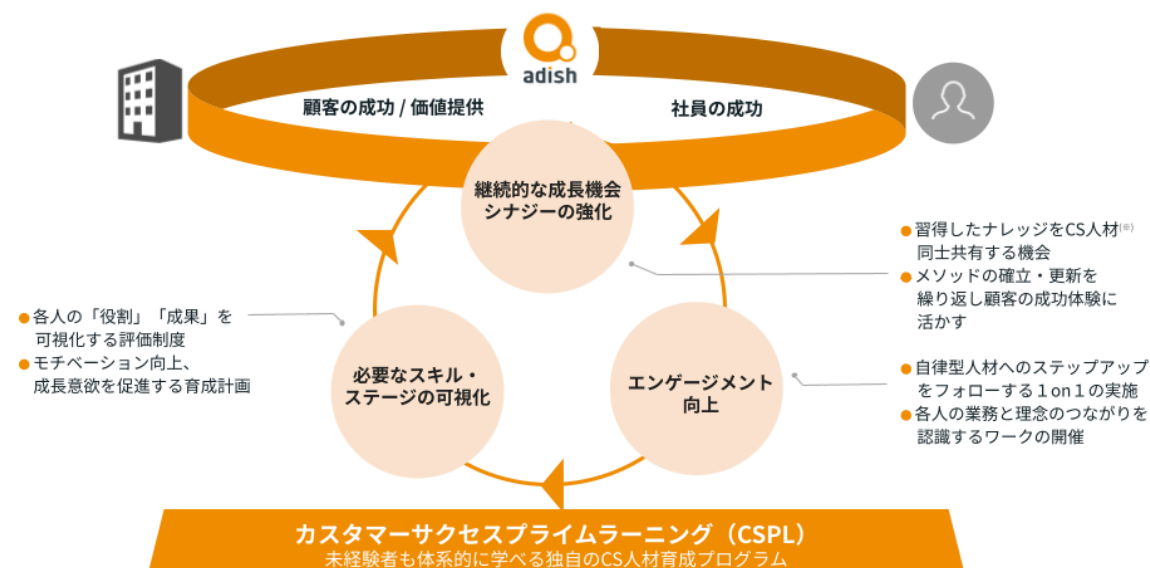 adish
顧客の成功 / 価値提供
社員の成功
継続的な成長機会
シナジーの強化
●習得したナレッジをCS人材(※)
同士共有する機会
●メソッドの確立・更新を
繰り返し顧客の成功体験に
活かす
●各人の「役割」「成果」を
可視化する評価制度
●モチベーション向上、
成長意欲を促進する育成計画
必要なスキル・
ステージの可視化
エンゲージメント
向上
●自律型人材へのステップアップ
をフォローする１on１の実施
●各人の業務と理念のつながりを
認識するワークの開催
カスタマーサクセスプライムラーニング（CSPL）
未経験者も体系的に学べる独自のCS人材育成プログラム